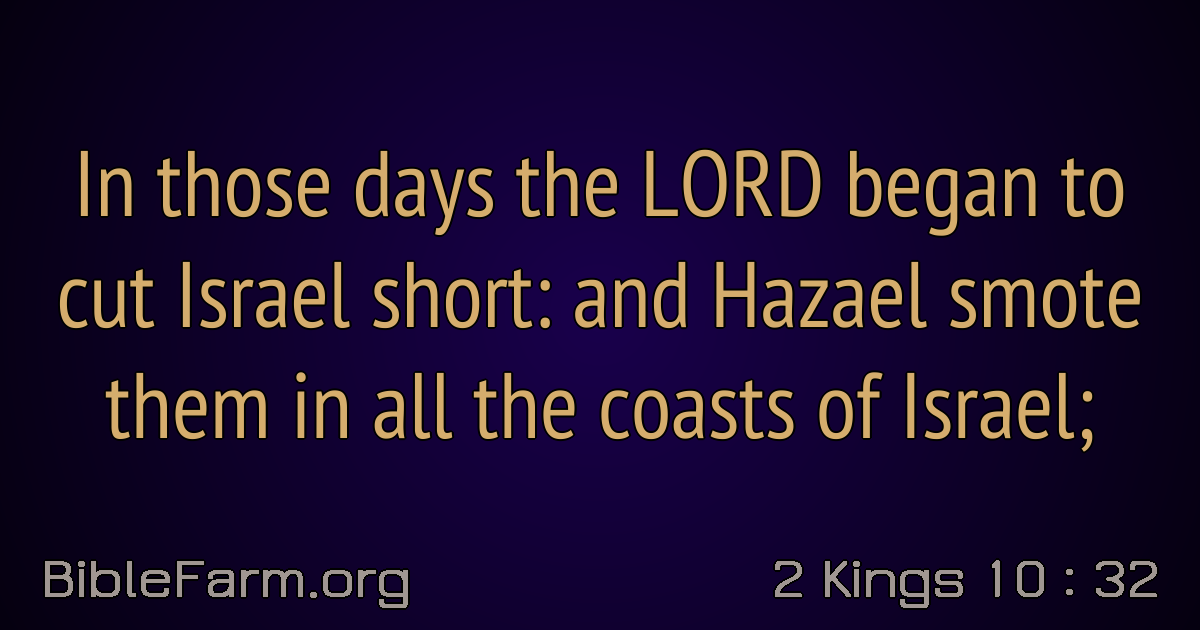 In those days the LORD began to
cut Israel short: and Hazael smote
them in all the coasts of Israel;
BibleFarm.org
2 Kings 10 : 32